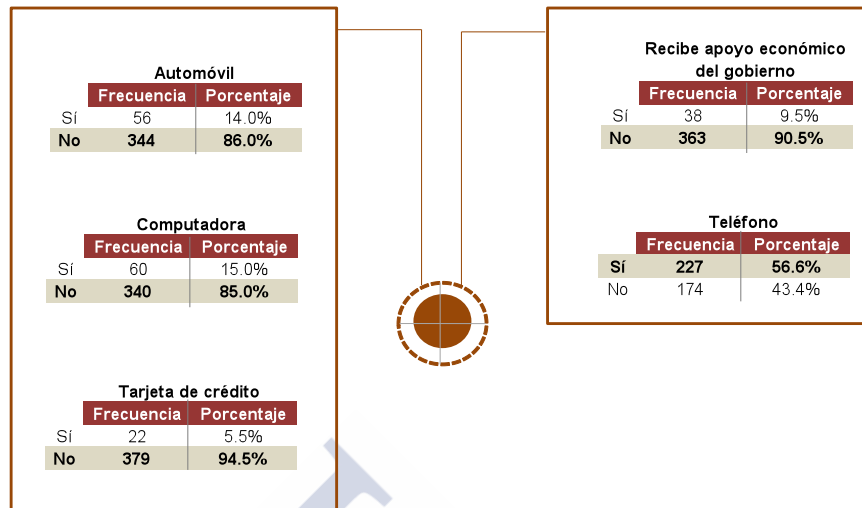 Automóvil
Frecuencia Porcentaje
Sí 56 14.0%
No 344 86.0%
Computadora
Frecuencia Porcentaje
Sí 60 15.0%
No 340 85.0%
Tarjeta de crédito
Frecuencia Porcentaje
Sí 22 5.5%
No 379 94.5%
Recibe apoyo económico
del gobierno
Frecuencia Porcentaje
Sí 38 9.5%
No 363 90.5%
Teléfono
Frecuencia Porcentaje
Sí 227 56.6%
No 174 43.4%